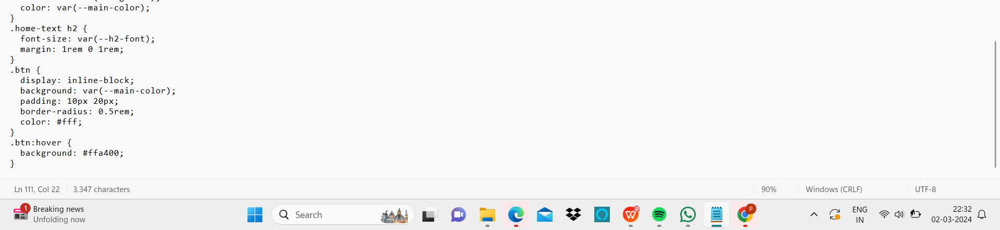 color: var(--main-color);
}
.home-text h2 {
  font-size: var(--h2-font);
  margin: 1rem 0 1rem;
}
.btn {
  display: inline-block;
  background: var(--main-color);
  padding: 10px 20px;
  border-radius: 0.5rem;
  color: #fff;
}
.btn:hover {
  background: #ffa400;
}
Ln 111, Col 22 3,347 characters 90% Windows (CRLF) UTF-8
1 Breaking news
Unfolding now
Search
P
ENG
IN
22:32
02-03-2024